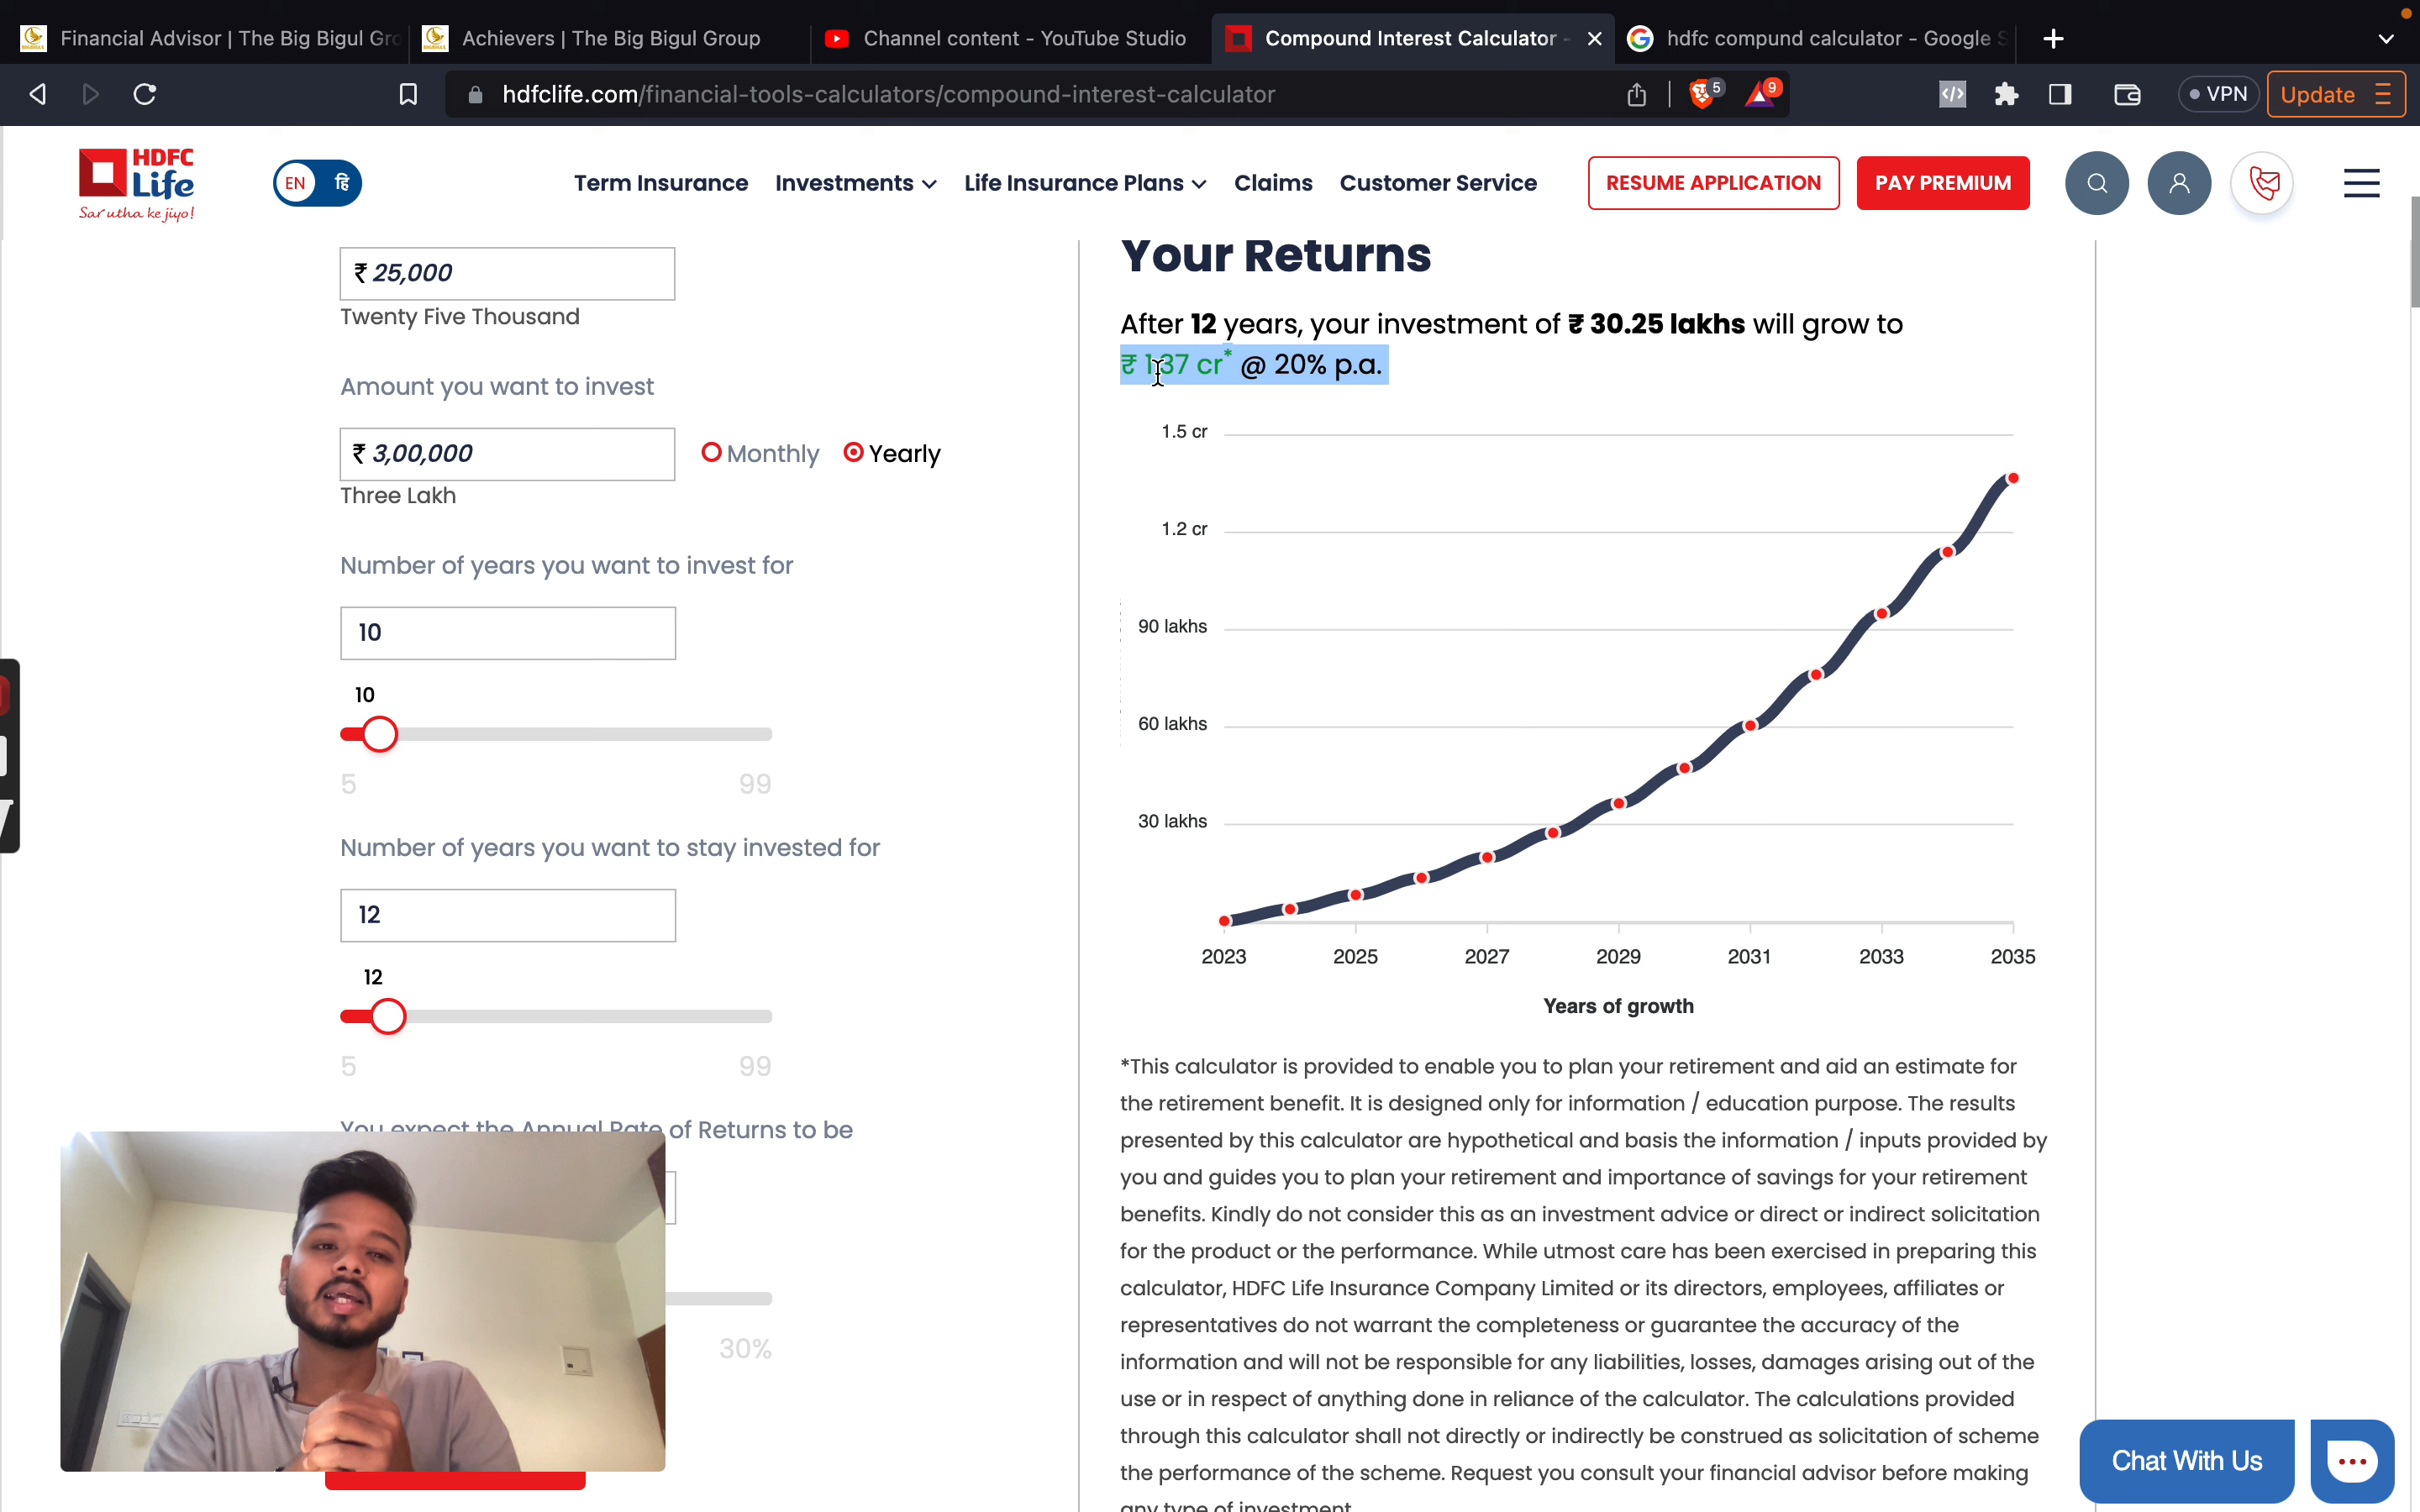 Financial Advisor | The Big Bigul Gro
Achievers | The Big Bigul Group
Channel content - YouTube Studio
Compound Interest Calculator -
hdfc compund calculator - Google S
hdfclife.com/financial-tools-calculators/compound-interest-calculator
5
9
VPN
Update
HDFC
Life
Sar utha ke jiyo!
EN
हि
Term Insurance
Investments
Life Insurance Plans
Claims
Customer Service
RESUME APPLICATION
PAY PREMIUM
₹ 25,000
Twenty Five Thousand
Amount you want to invest
₹ 3,00,000
Monthly
Yearly
Three Lakh
Number of years you want to invest for
10
10
5
99
Number of years you want to stay invested for
12
12
5
99
You expect the Annual Rate of Returns to be
30%
Your Returns
After 12 years, your investment of ₹ 30.25 lakhs will grow to
₹ 1.37 cr* @ 20% p.a.
1.5 cr
1.2 cr
90 lakhs
60 lakhs
30 lakhs
2023
2025
2027
2029
2031
2033
2035
Years of growth
*This calculator is provided to enable you to plan your retirement and aid an estimate for
the retirement benefit. It is designed only for information / education purpose. The results
presented by this calculator are hypothetical and basis the information / inputs provided by
you and guides you to plan your retirement and importance of savings for your retirement
benefits. Kindly do not consider this as an investment advice or direct or indirect solicitation
for the product or the performance. While utmost care has been exercised in preparing this
calculator, HDFC Life Insurance Company Limited or its directors, employees, affiliates or
representatives do not warrant the completeness or guarantee the accuracy of the
information and will not be responsible for any liabilities, losses, damages arising out of the
use or in respect of anything done in reliance of the calculator. The calculations provided
through this calculator shall not directly or indirectly be construed as solicitation of scheme
the performance of the scheme. Request you consult your financial advisor before making
any type of investment.
Chat With Us